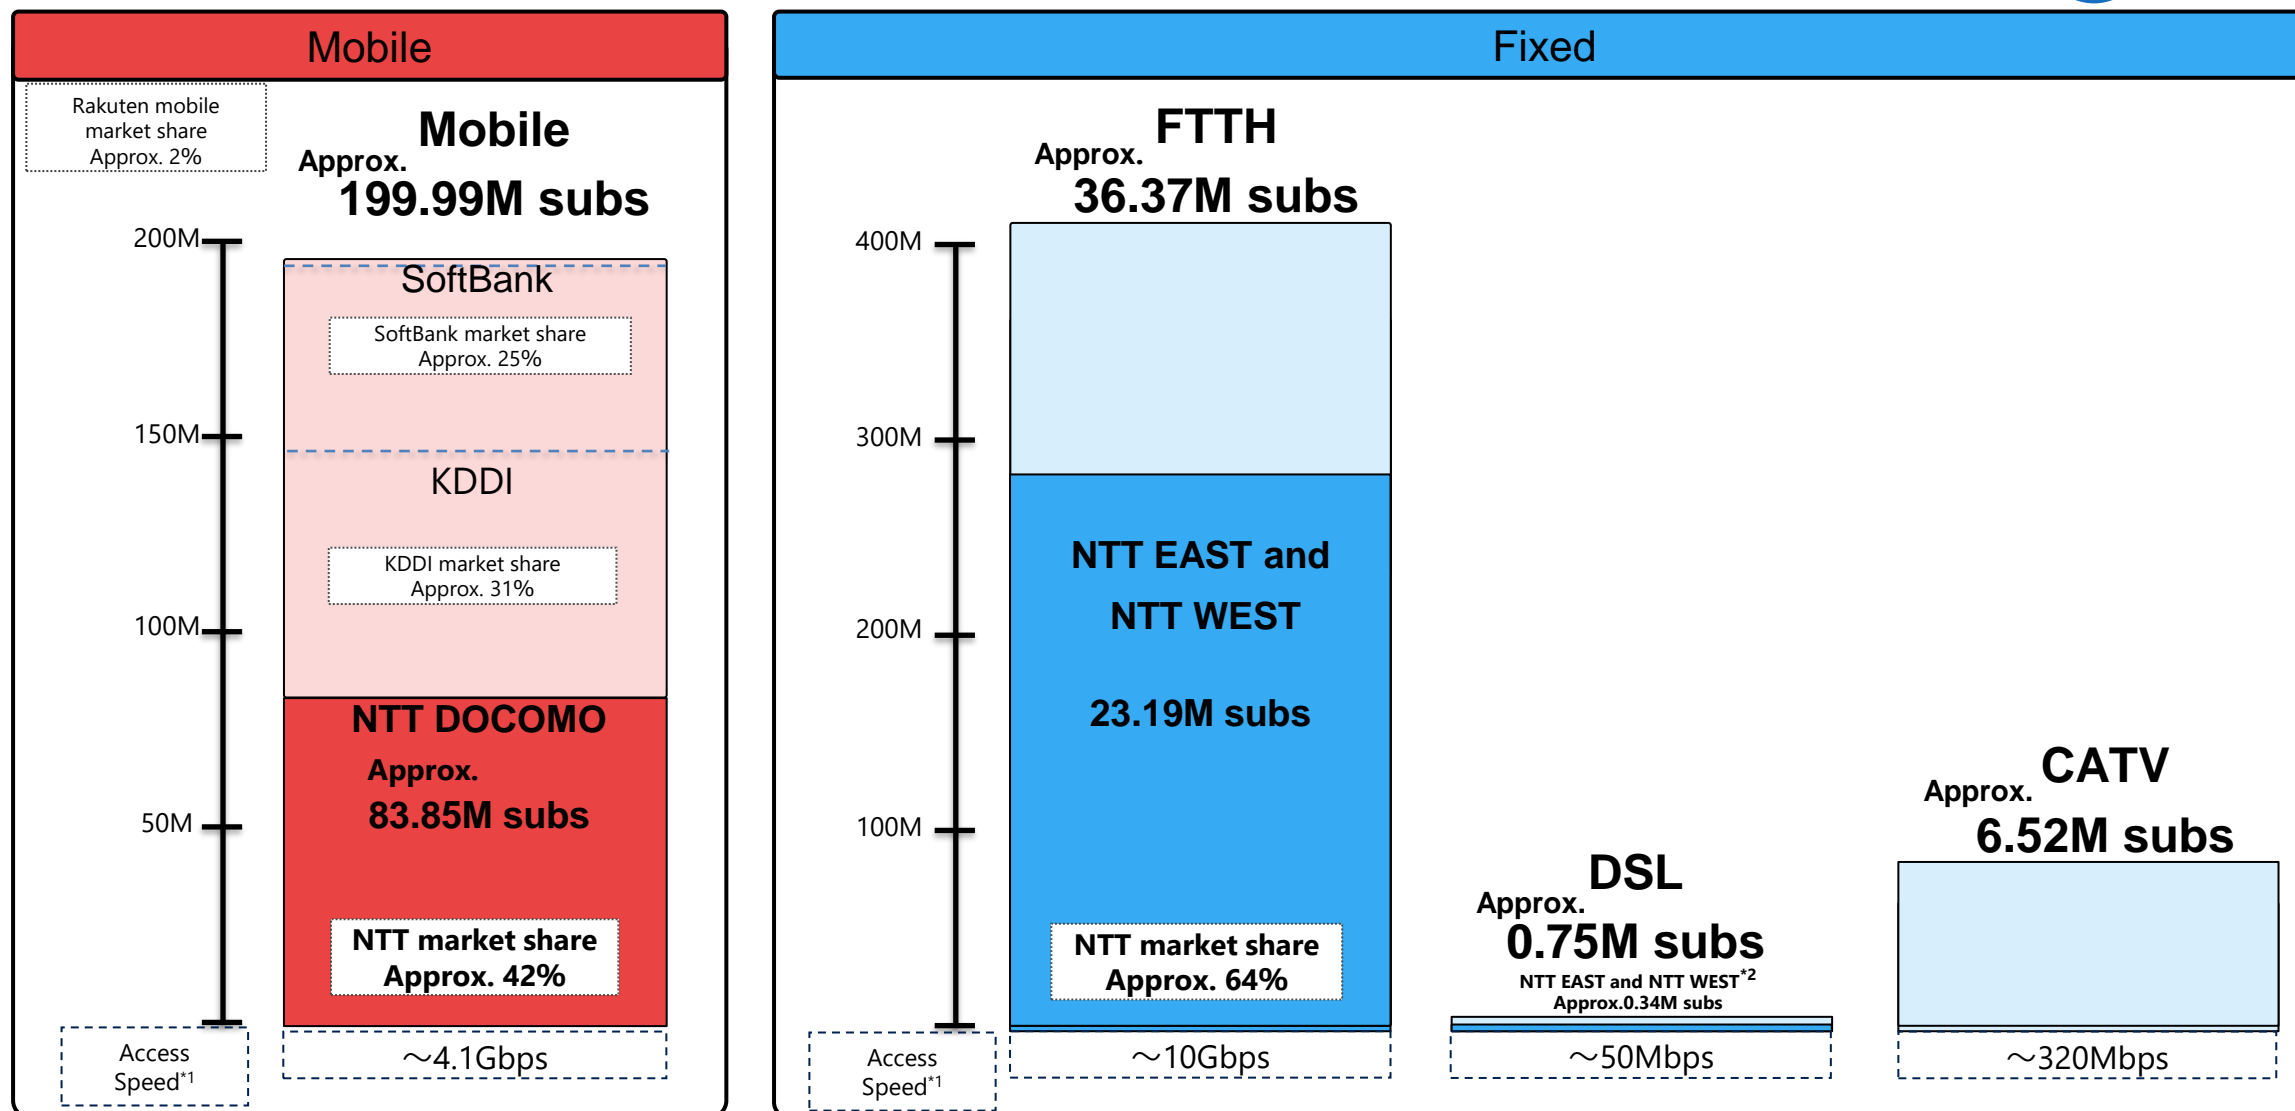 Mobile
Rakuten mobile
market share
Approx. 2%
Mobile
Approx.
199.99M subs
200M
150M
100M
50M
SoftBank
SoftBank market share
Approx. 25%
KDDI
KDDI market share
Approx. 31%
NTT DOCOMO
Approx.
83.85M subs
NTT market share
Approx. 42%
Access
Speed*1
～4.1Gbps
Fixed
FTTH
Approx.
36.37M subs
400M
300M
200M
100M
NTT EAST and
NTT WEST
23.19M subs
NTT market share
Approx. 64%
Access
Speed*1
～10Gbps
DSL
Approx.
0.75M subs
NTT EAST and NTT WEST*2
Approx.0.34M subs
～50Mbps
CATV
Approx.
6.52M subs
～320Mbps